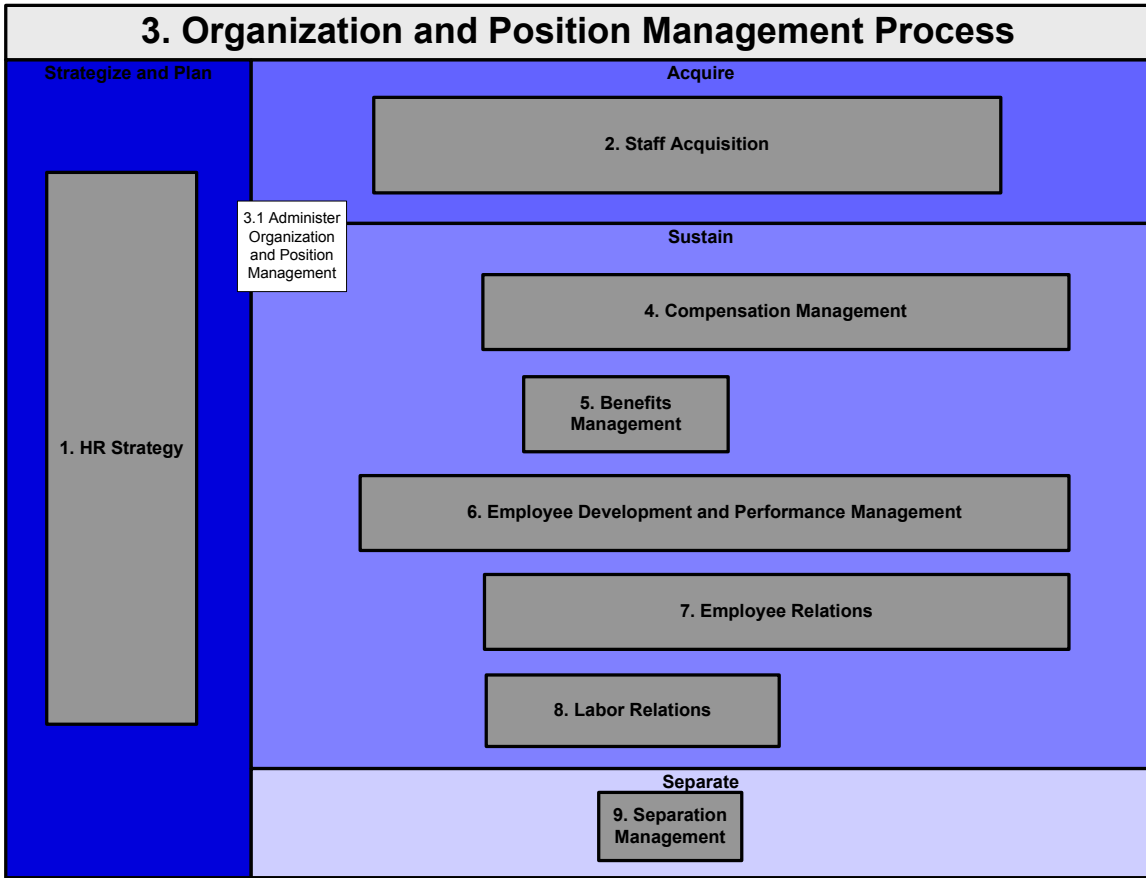 3. Organization and Position Management Process
Strategize and Plan
Acquire
2. Staff Acquisition
3.1 Administer
Organization
and Position
Management
Sustain
4. Compensation Management
5. Benefits
Management
1. HR Strategy
6. Employee Development and Performance Management
7. Employee Relations
8. Labor Relations
Separate
9. Separation
Management